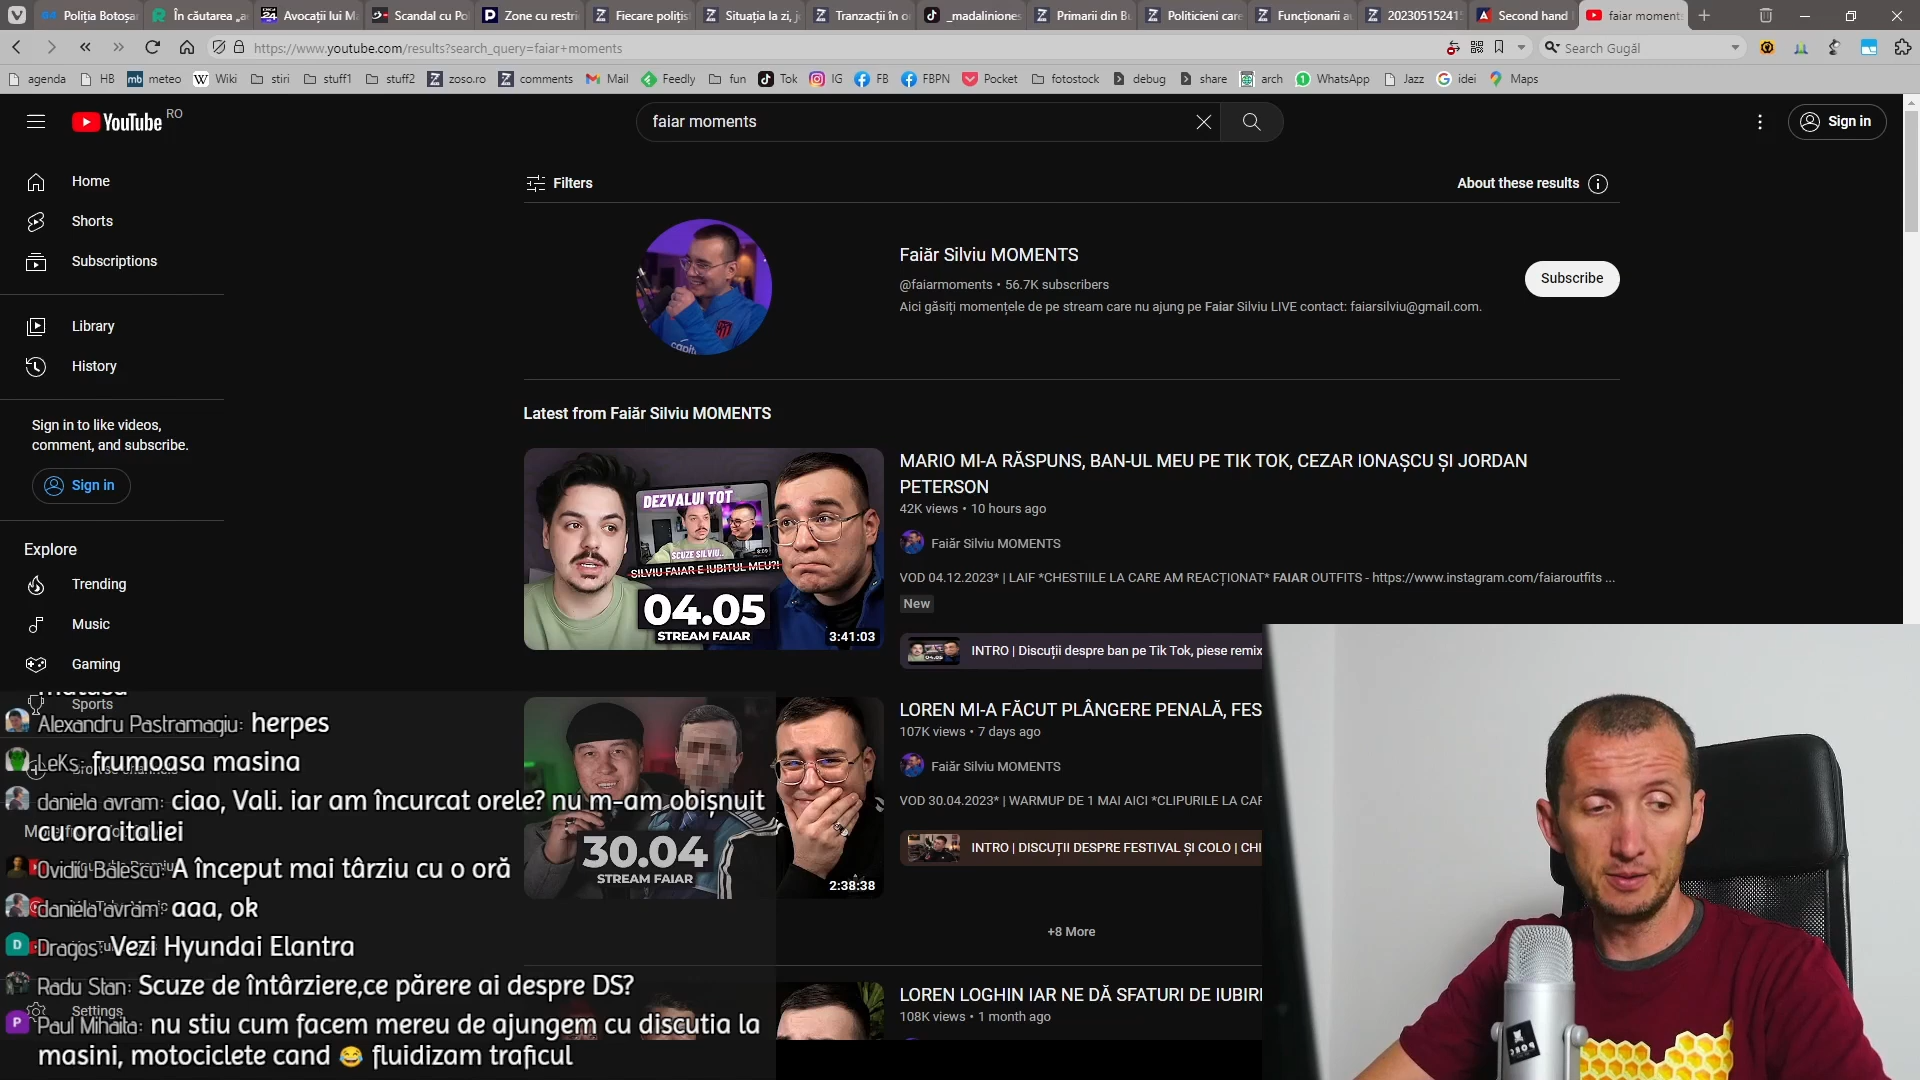 Poliția Botoșan
În căutarea „a
Avocații lui Ma
Scandal cu Po
Zone cu restri
Fiecare polițis
Situația la zi, j
Tranzacții în o
_madaliniones
Primarii din Bu
Politicieni care
Funcționarii au
20230515241
Second hand
faiar moments
https://www.youtube.com/results?search_query=faiar+moments
Search Gugăl
agenda HB meteo Wiki stiri stuff1 stuff2 zoso.ro comments Mail Feedly fun Tok IG FB FBPN Pocket fotostock debug share arch WhatsApp Jazz idei Maps
YouTube RO
faiar moments
Sign in
Home
Shorts
Subscriptions
Library
History
Sign in to like videos,
comment, and subscribe.
Sign in
Explore
Trending
Music
Gaming
Sports
Settings
Filters
About these results
Faiăr Silviu MOMENTS
@faiarmoments • 56.7K subscribers
Aici găsiți momențele de pe stream care nu ajung pe Faiar Silviu LIVE contact: faiarsilviu@gmail.com.
Subscribe
Latest from Faiăr Silviu MOMENTS
DEZVALUI TOT
SCUZE SILVIU..
8:09
SILVIU FAIAR E IUBITUL MEU?!
04.05
STREAM FAIAR
3:41:03
MARIO MI-A RĂSPUNS, BAN-UL MEU PE TIK TOK, CEZAR IONAȘCU ȘI JORDAN
PETERSON
42K views • 10 hours ago
Faiăr Silviu MOMENTS
VOD 04.12.2023* | LAIF *CHESTIILE LA CARE AM REACȚIONAT* FAIAR OUTFITS - https://www.instagram.com/faiaroutfits ...
New
INTRO | Discuții despre ban pe Tik Tok, piese remix
30.04
STREAM FAIAR
2:38:38
LOREN MI-A FĂCUT PLÂNGERE PENALĂ, FES
107K views • 7 days ago
Faiăr Silviu MOMENTS
VOD 30.04.2023* | WARMUP DE 1 MAI AICI *CLIPURILE LA CAR
INTRO | DISCUȚII DESPRE FESTIVAL ȘI COLO | CHI
+8 More
LOREN LOGHIN IAR NE DĂ SFATURI DE IUBIRI
108K views • 1 month ago
Alexandru Pastramagiu: herpes
LeKs: frumoasa masina
daniela avram: ciao, Vali. iar am încurcat orele? nu m-am obișnuit
cu ora italiei
Ovidiu Bălescu: A început mai târziu cu o oră
daniela avram: aaa, ok
Dragos: Vezi Hyundai Elantra
Radu Stan: Scuze de întârziere,ce părere ai despre DS?
Paul Mihaita: nu stiu cum facem mereu de ajungem cu discutia la
masini, motociclete cand 😂 fluidizam traficul